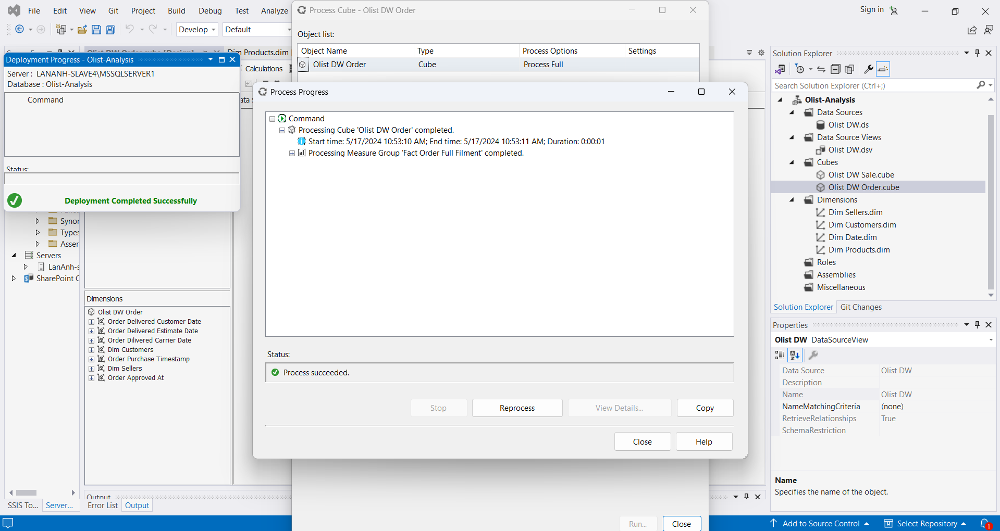 File Edit View Git Project Build Debug Test Analyze
Sign in
Develop Default
Process Cube - Olist DW Order
Object list:
Object Name Type Process Options Settings
Olist DW Order Cube Process Full
Dim Products.dim
Calculations
Deployment Progress - Olist-Analysis
Server : LANANH-SLAVE4\MSSQLSERVER1
Database : Olist-Analysis
Command
Status:
Deployment Completed Successfully
Process Progress
Command
Processing Cube 'Olist DW Order' completed.
Start time: 5/17/2024 10:53:10 AM; End time: 5/17/2024 10:53:11 AM; Duration: 0:00:01
Processing Measure Group 'Fact Order Full Filment' completed.
Status:
Process succeeded.
Stop Reprocess View Details... Copy
Close Help
Run... Close
Synor
Types
Asser
Servers
LanAnh-s
SharePoint C
Dimensions
Olist DW Order
Order Delivered Customer Date
Order Delivered Estimate Date
Order Dilivered Carrier Date
Dim Customers
Order Purchase Timestamp
Dim Sellers
Order Approved At
Output
SSIS To... Server... Error List Output
Solution Explorer
Search Solution Explorer (Ctrl+;)
Olist-Analysis
Data Sources
Olist DW.ds
Data Source Views
Olist DW.dsv
Cubes
Olist DW Sale.cube
Olist DW Order.cube
Dimensions
Dim Sellers.dim
Dim Customers.dim
Dim Date.dim
Dim Products.dim
Roles
Assemblies
Miscellaneous
Solution Explorer Git Changes
Properties
Olist DW DataSourceView
Data Source Olist DW
Description
Name Olist DW
NameMatchingCriteria (none)
RetrieveRelationships True
SchemaRestriction
Name
Specifies the name of the object.
Add to Source Control Select Repository 1